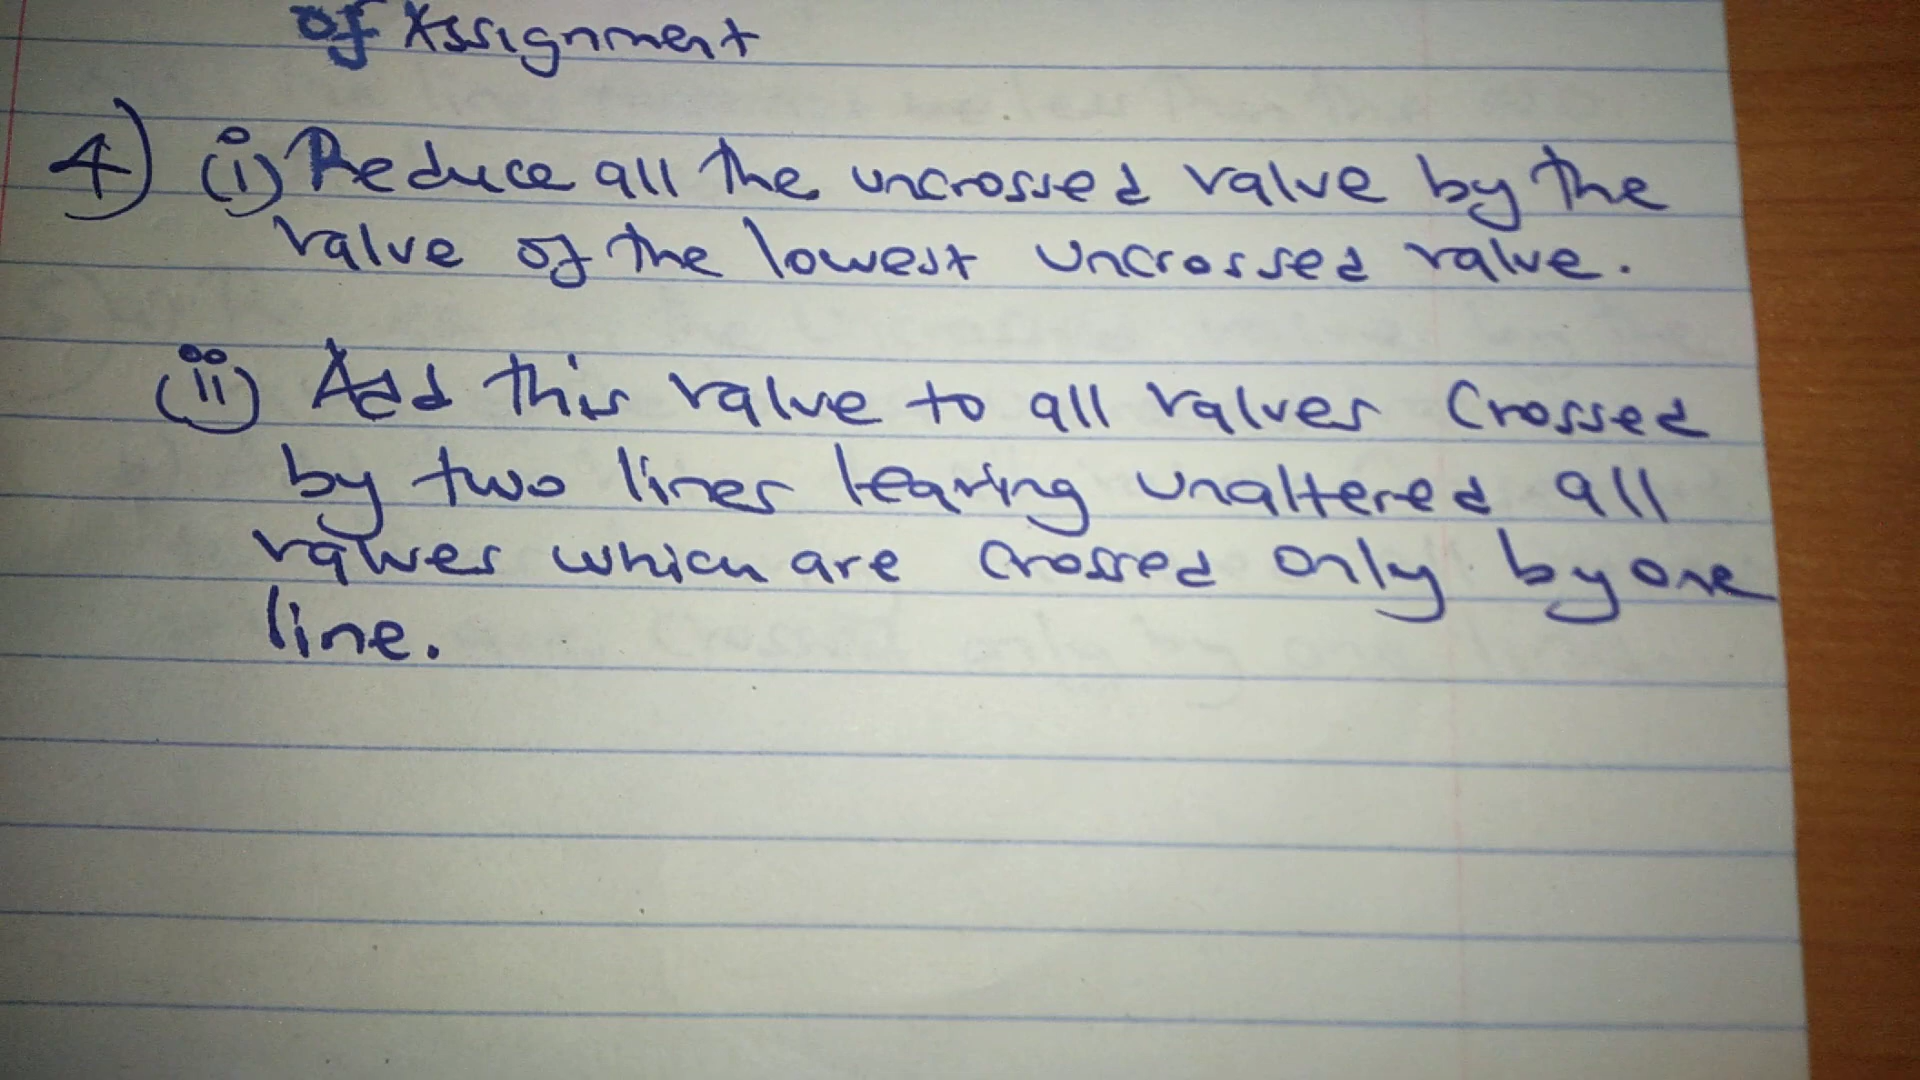 of Assignment
4) (i) Reduce all the uncrossed value by the
value of the lowest uncrossed value.
(ii) Add this value to all values crossed
by two lines leaving unaltered all
values which are crossed only by one
line.